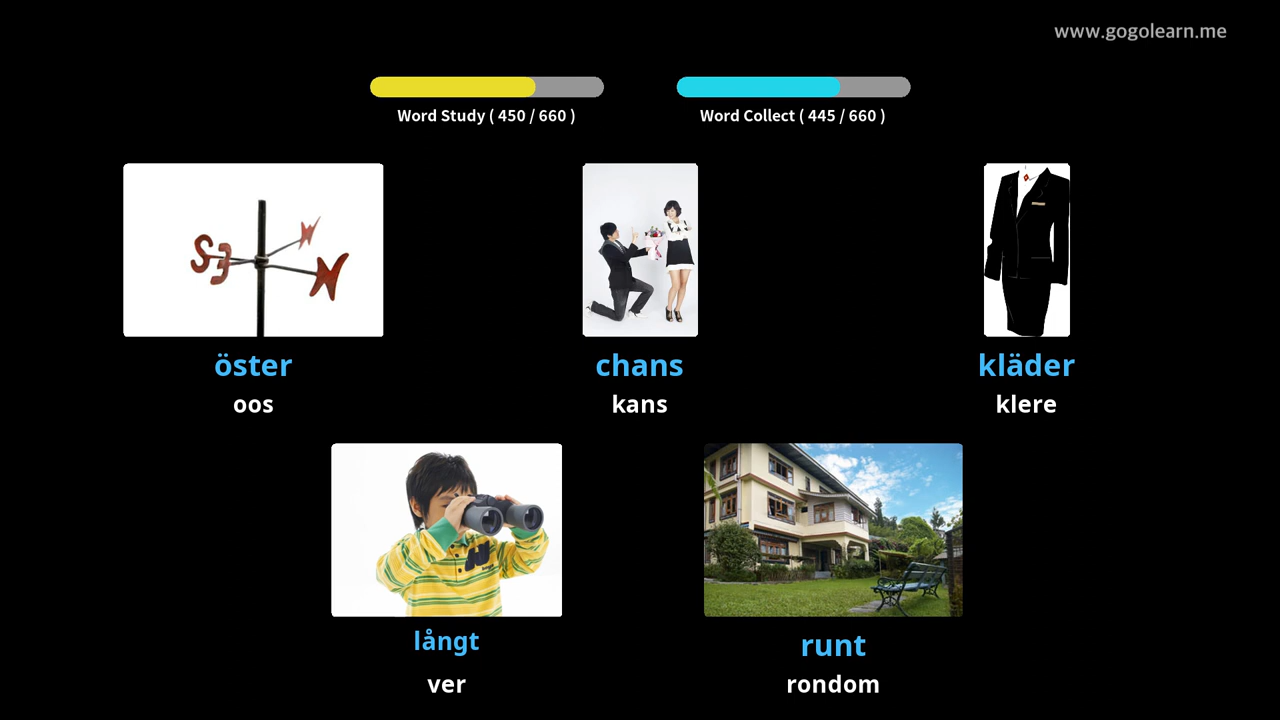 www.gogolearn.me
Word Study ( 450 / 660 )
Word Collect ( 445 / 660 )
S
E
N
öster
oos
chans
kans
kläder
klere
långt
ver
runt
rondom